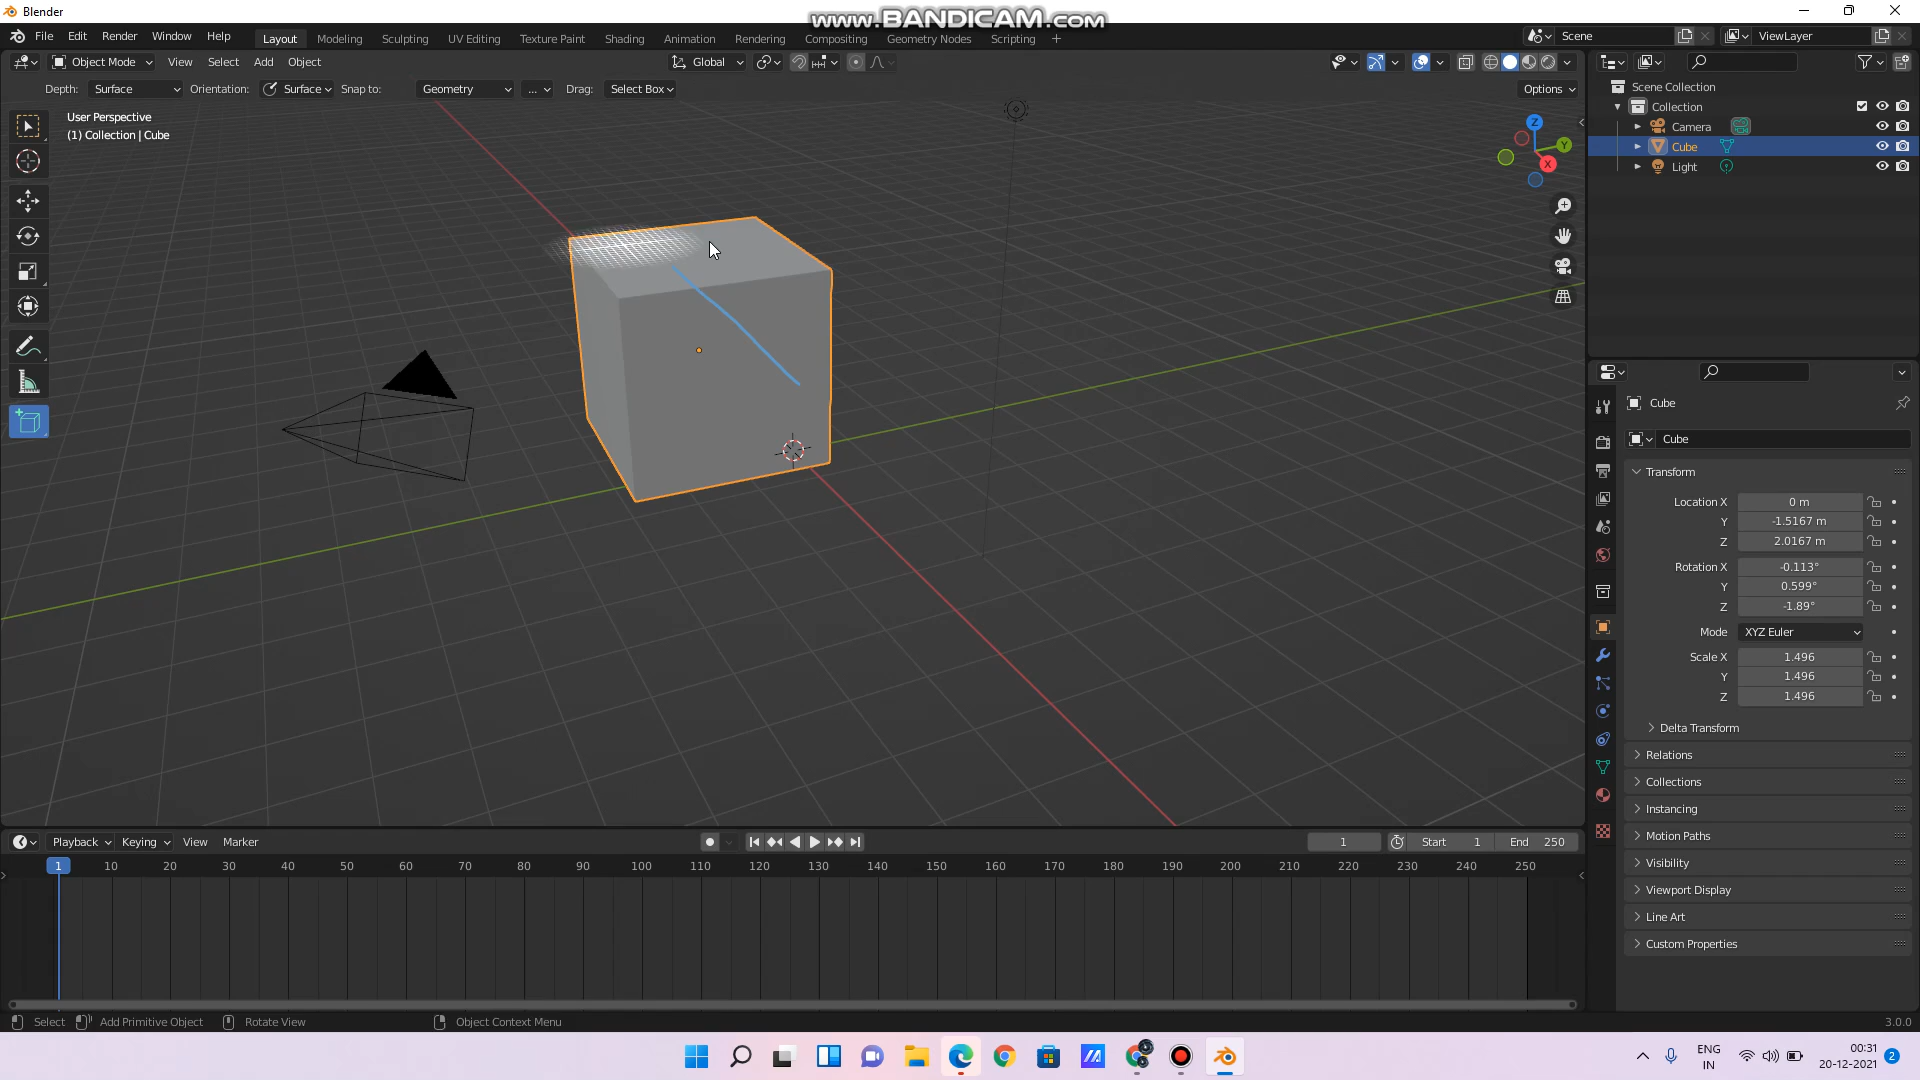 Blender
www.BANDICAM.com
File Edit Render Window Help Layout Modeling Sculpting UV Editing Texture Paint Shading Animation Rendering Compositing Geometry Nodes Scripting + Scene ViewLayer
Object Mode View Select Add Object Global
Depth: Surface Orientation: Surface Snap to: Geometry ... Drag: Select Box Options
User Perspective
(1) Collection | Cube
Z
Y
X
Scene Collection
Collection
Camera
Cube
Light
Cube
Cube
Transform
Location X 0 m
Y -1.5167 m
Z 2.0167 m
Rotation X -0.113°
Y 0.599°
Z -1.89°
Mode XYZ Euler
Scale X 1.496
Y 1.496
Z 1.496
Delta Transform
Relations
Collections
Instancing
Motion Paths
Visibility
Viewport Display
Line Art
Custom Properties
Playback Keying View Marker 1 Start 1 End 250
1 10 20 30 40 50 60 70 80 90 100 110 120 130 140 150 160 170 180 190 200 210 220 230 240 250
Select Add Primitive Object Rotate View Object Context Menu 3.0.0
ENG
IN
00:31
20-12-2021
2